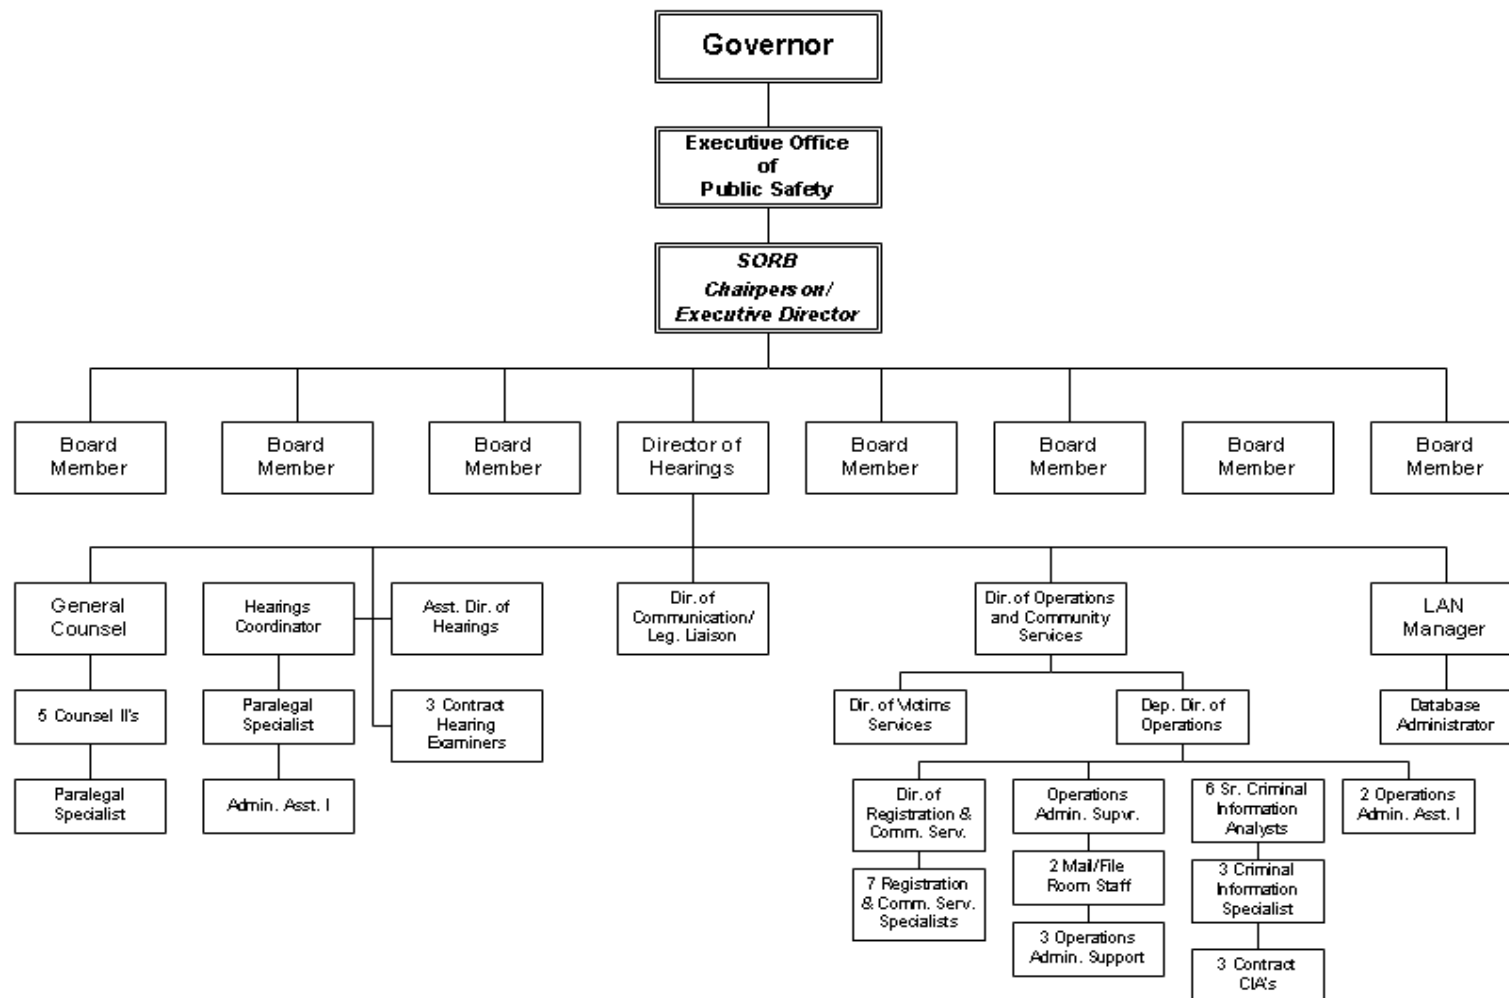 Governor
Executive Office
of
Public Safety
SORB
Chairperson/
Executive Director
Board
Member
Board
Member
Board
Member
Director of
Hearings
Board
Member
Board
Member
Board
Member
Board
Member
General
Counsel
Hearings
Coordinator
Asst. Dir. of
Hearings
Dir. of
Communication/
Leg. Liaison
Dir. of Operations
and Community
Services
LAN
Manager
5 Counsel II's
Paralegal
Specialist
3 Contract
Hearing
Examiners
Dir. of Victims
Services
Dep. Dir. of
Operations
Database
Administrator
Paralegal
Specialist
Admin. Asst. I
Dir. of
Registration &
Comm. Serv.
Operations
Admin. Supvr.
6 Sr. Criminal
Information
Analysts
2 Operations
Admin. Asst. I
7 Registration
& Comm. Serv.
Specialists
2 Mail/File
Room Staff
3 Criminal
Information
Specialist
3 Operations
Admin. Support
3 Contract
CIA's